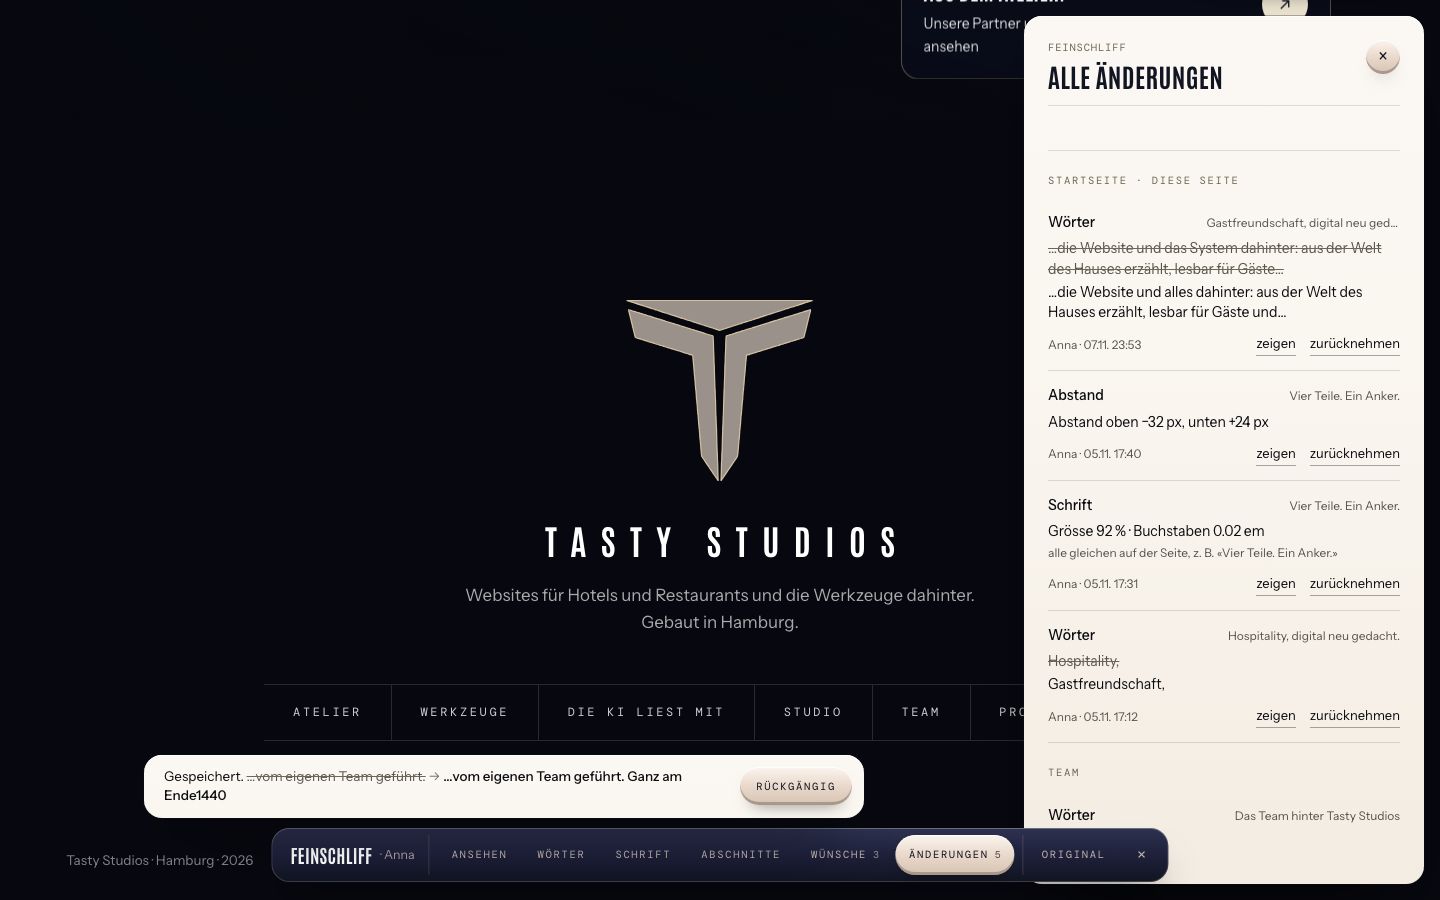 Unsere Partner
ansehen
TASTY STUDIOS
Websites für Hotels und Restaurants und die Werkzeuge dahinter.
Gebaut in Hamburg.
ATELIER
WERKZEUGE
DIE KI LIEST MIT
STUDIO
TEAM
Gespeichert. …vom eigenen Team geführt. → …vom eigenen Team geführt. Ganz am
Ende1440
RÜCKGÄNGIG
Tasty Studios · Hamburg · 2026
FEINSCHLIFF · Anna
ANSEHEN
WÖRTER
SCHRIFT
ABSCHNITTE
WÜNSCHE 3
ÄNDERUNGEN 5
ORIGINAL
×
FEINSCHLIFF
ALLE ÄNDERUNGEN
×
STARTSEITE · DIESE SEITE
Wörter
Gastfreundschaft, digital neu ged…
…die Website und das System dahinter: aus der Welt
des Hauses erzählt, lesbar für Gäste…
…die Website und alles dahinter: aus der Welt des
Hauses erzählt, lesbar für Gäste und…
Anna · 07.11. 23:53
zeigen
zurücknehmen
Abstand
Vier Teile. Ein Anker.
Abstand oben −32 px, unten +24 px
Anna · 05.11. 17:40
zeigen
zurücknehmen
Schrift
Vier Teile. Ein Anker.
Grösse 92 % · Buchstaben 0.02 em
alle gleichen auf der Seite, z. B. «Vier Teile. Ein Anker.»
Anna · 05.11. 17:31
zeigen
zurücknehmen
Wörter
Hospitality, digital neu gedacht.
Hospitality,
Gastfreundschaft,
Anna · 05.11. 17:12
zeigen
zurücknehmen
TEAM
Wörter
Das Team hinter Tasty Studios